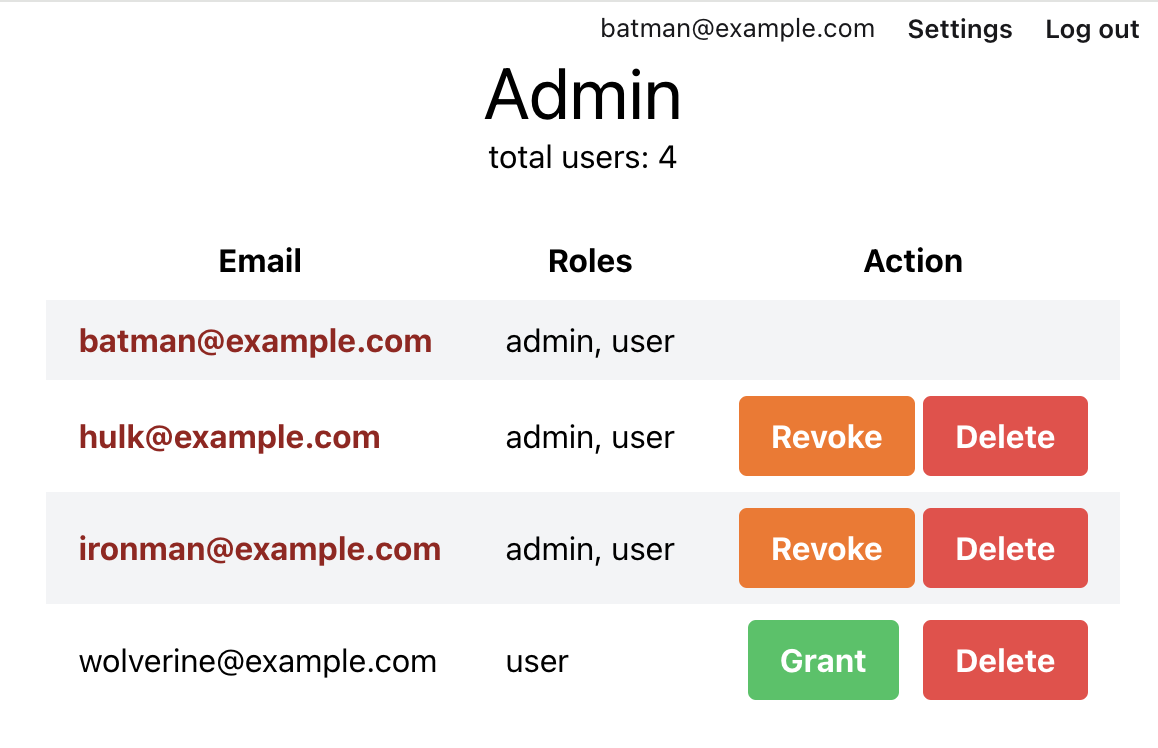 batman@example.com Settings Log out
Admin
total users: 4
Email Roles Action
batman@example.com admin, user
hulk@example.com admin, user Revoke Delete
ironman@example.com admin, user Revoke Delete
wolverine@example.com user Grant Delete